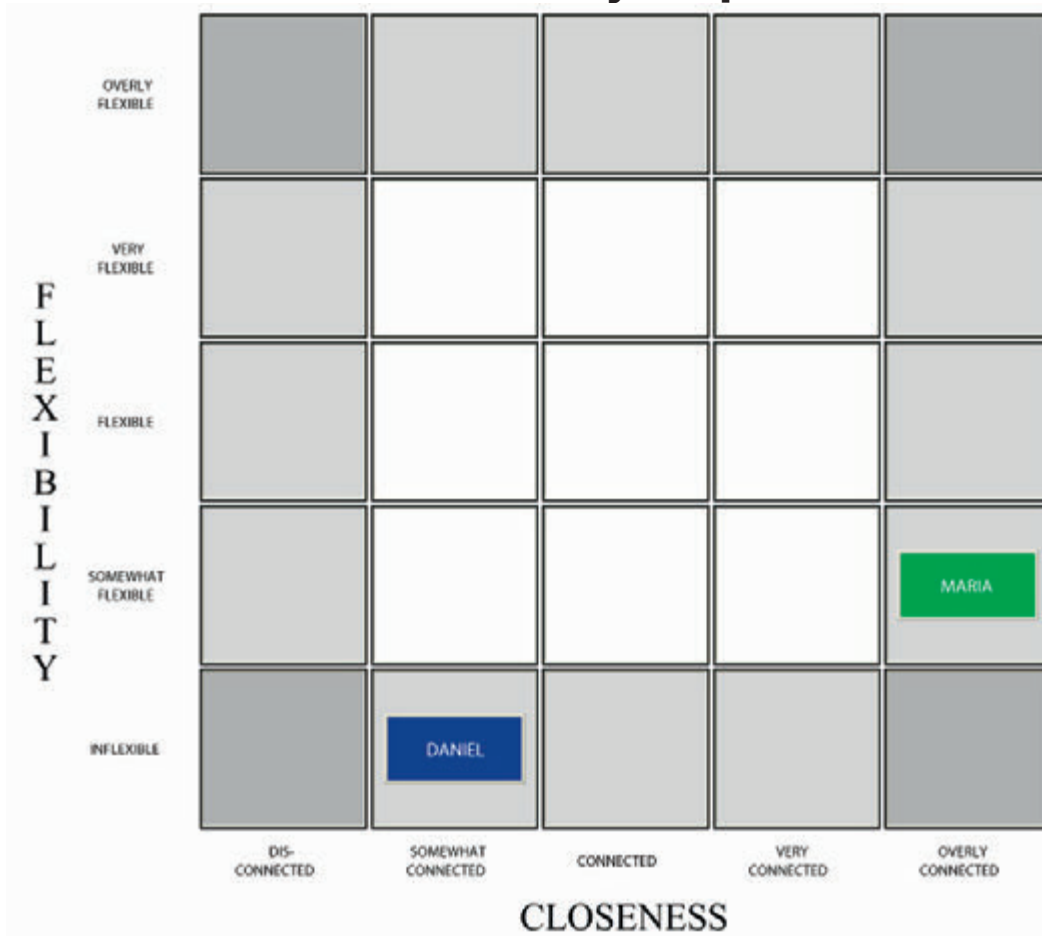 OVERLY
FLEXIBLE
VERY
FLEXIBLE
FLEXIBLE
SOMEWHAT
FLEXIBLE
INFLEXIBLE
FLEXIBILITY
MARIA
DANIEL
DIS-
CONNECTED
SOMEWHAT
CONNECTED
CONNECTED
VERY
CONNECTED
OVERLY
CONNECTED
CLOSENESS